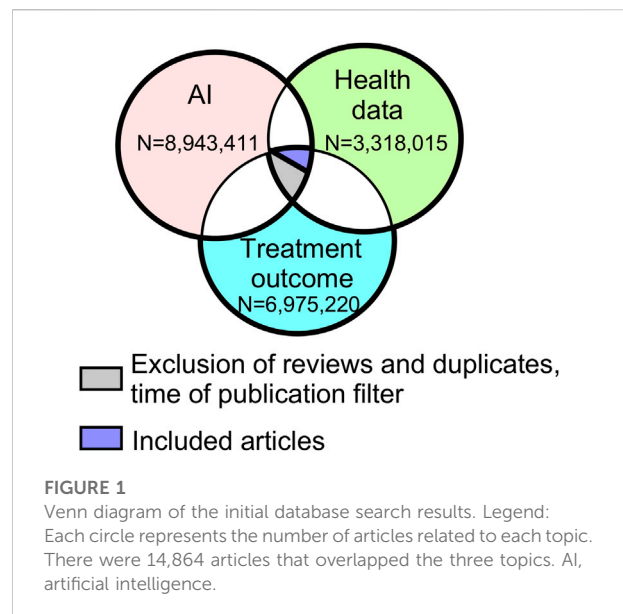 AI
N=8,943,411
Health
data
N=3,318,015
Treatment
outcome
N=6,975,220
Exclusion of reviews and duplicates,
time of publication filter
Included articles
FIGURE 1
Venn diagram of the initial database search results. Legend:
Each circle represents the number of articles related to each topic.
There were 14,864 articles that overlapped the three topics. AI,
artificial intelligence.